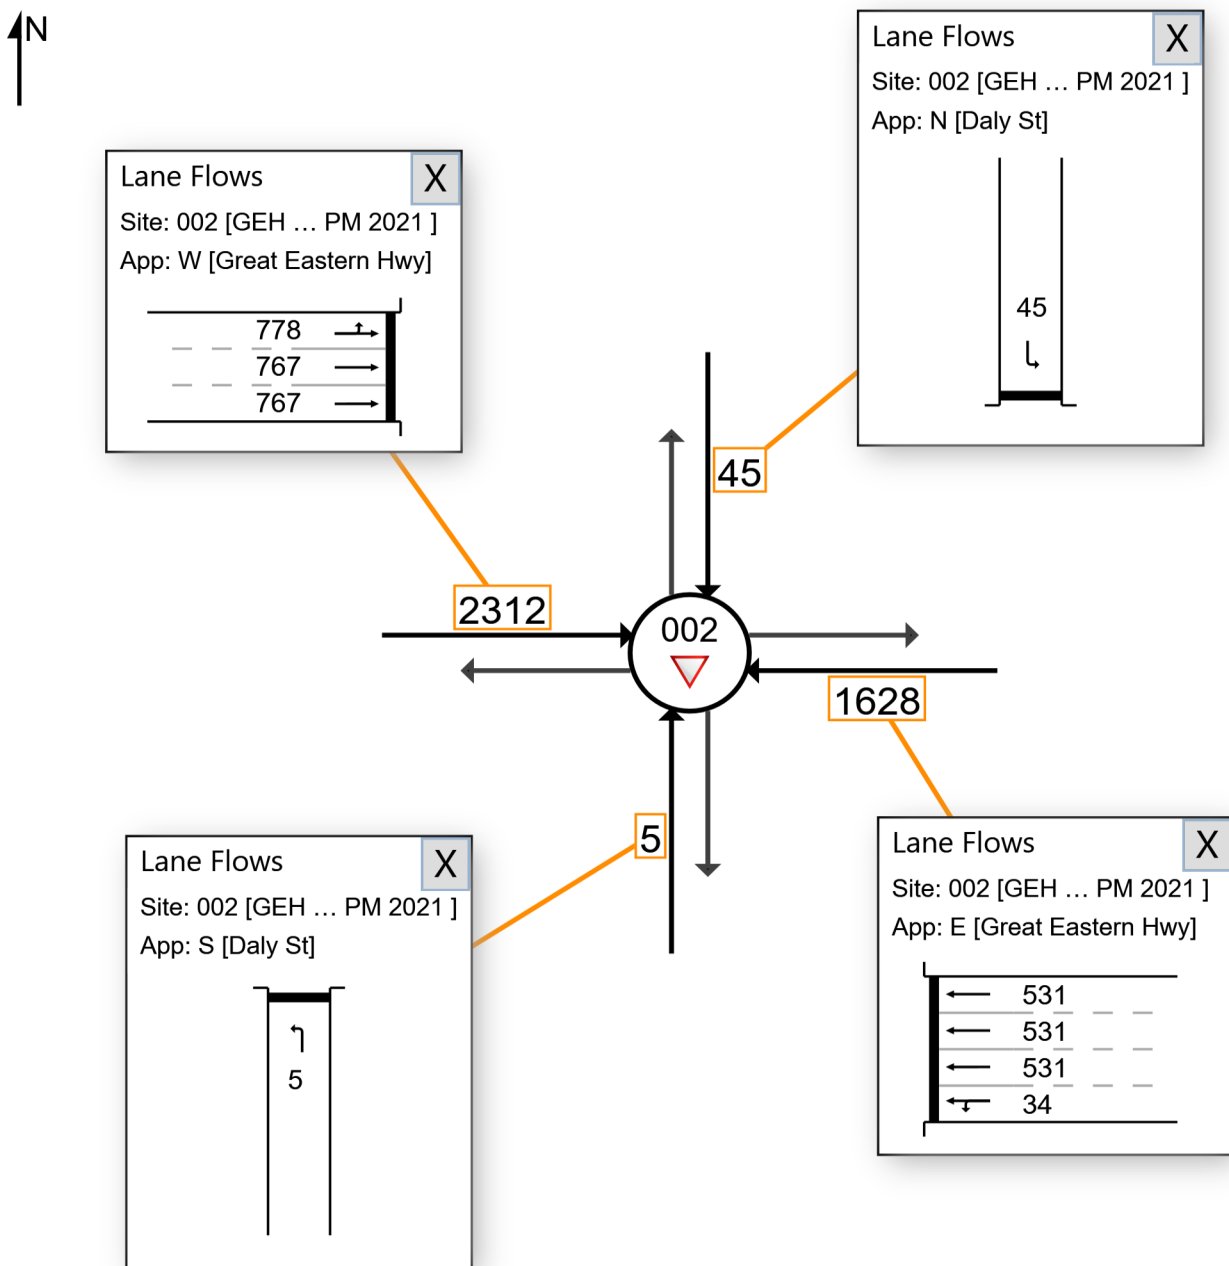 N
Lane Flows
X
Site: 002 [GEH ... PM 2021 ]
App: N [Daly St]
45
Lane Flows
X
Site: 002 [GEH ... PM 2021 ]
App: W [Great Eastern Hwy]
778
767
767
45
2312
002
1628
5
Lane Flows
X
Site: 002 [GEH ... PM 2021 ]
App: S [Daly St]
5
Lane Flows
X
Site: 002 [GEH ... PM 2021 ]
App: E [Great Eastern Hwy]
531
531
531
34